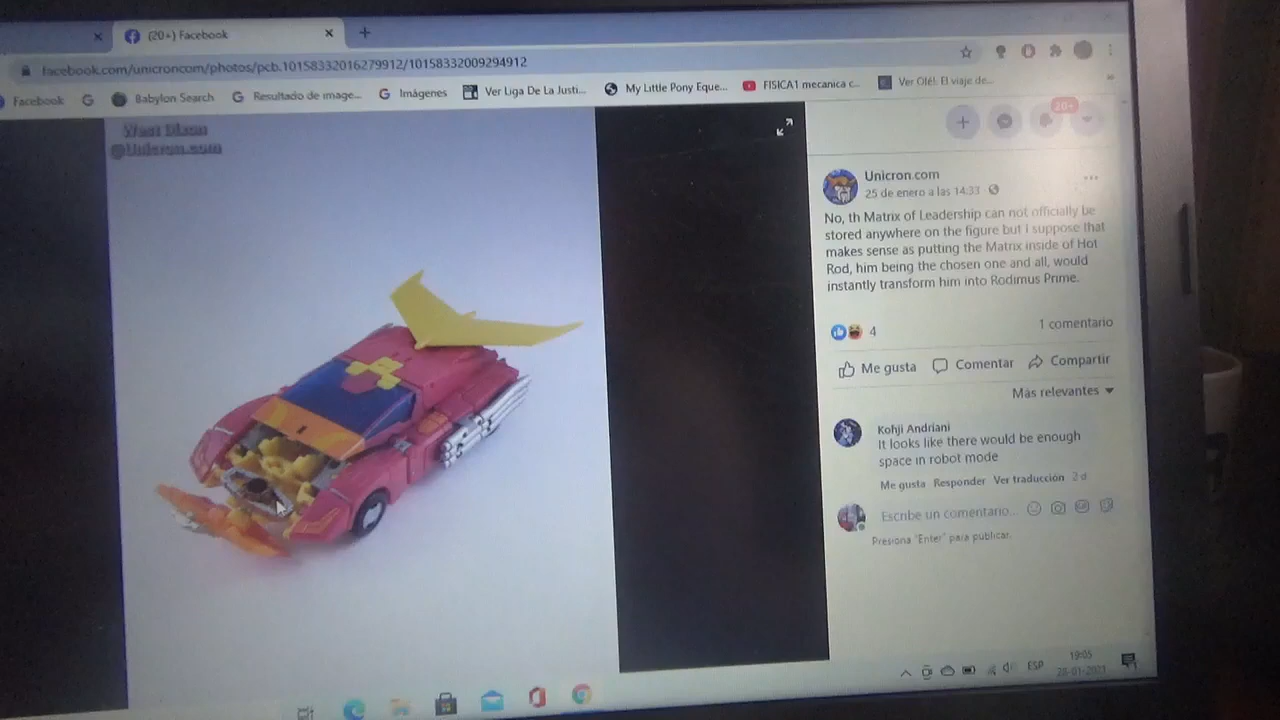 (20+) Facebook
facebook.com/unicroncom/photos/pcb.10158332016279912/10158332009294912
Facebook
Babylon Search
Resultado de image...
Imágenes
Ver Liga De La Justi...
My Little Pony Eque...
FISICA1 mecanica c...
Ver Olé!. El viaje de...
@Unicron.com
20+
Unicron.com
25 de enero a las 14:33
No, th Matrix of Leadership can not officially be
stored anywhere on the figure but I suppose that
makes sense as putting the Matrix inside of Hot
Rod, him being the chosen one and all, would
instantly transform him into Rodimus Prime.
4
1 comentario
Me gusta
Comentar
Compartir
Más relevantes
Kohji Andriani
It looks like there would be enough
space in robot mode
Me gusta Responder Ver traducción 2 d
Escribe un comentario...
Presiona "Enter" para publicar.
ESP
19:05
28-01-2021